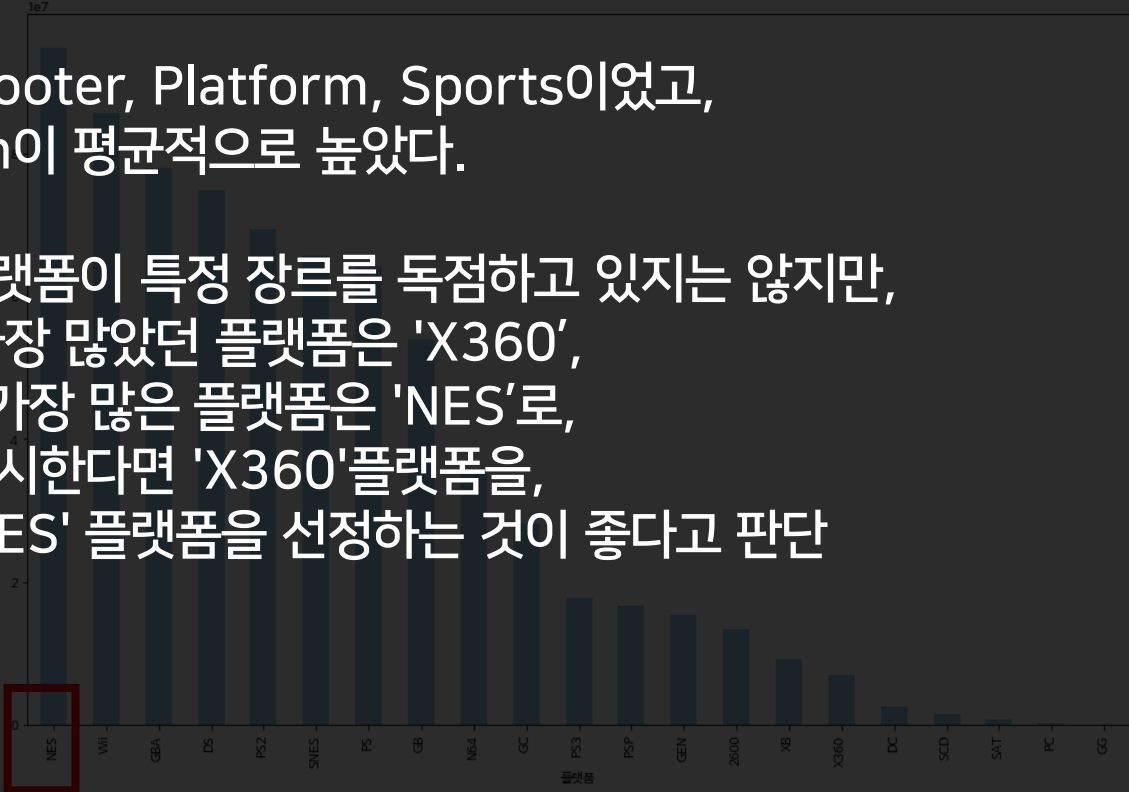 1e7
ooter, Platform, Sports이었고,
n이 평균적으로 높았다.
랫폼이 특정 장르를 독점하고 있지는 않지만,
가장 많았던 플랫폼은 'X360',
가장 많은 플랫폼은 'NES'로,
4
시한다면 'X360'플랫폼을,
ES' 플랫폼을 선정하는 것이 좋다고 판단
2
0
NES Wii GBA DS PS2 SNES PS GB N64 GC PS3 PSP GEN 2600 XB X360 DC SCD SAT PC GG
플랫폼